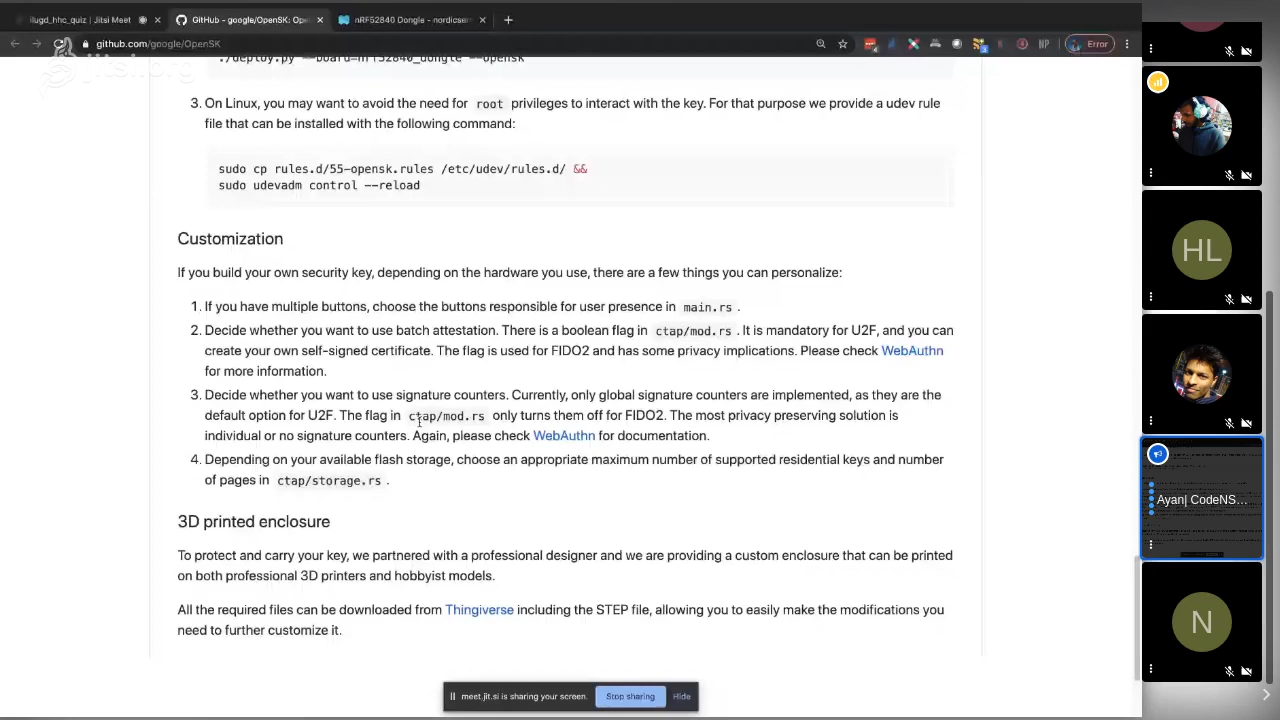 ilugd_hhc_quiz | Jitsi Meet
GitHub - google/OpenSK: Op
nRF52840 Dongle - nordicsem
github.com/google/OpenSK
Error
jitsi.org
./deploy.py --board=nrf52840_dongle --opensk
3. On Linux, you may want to avoid the need for root privileges to interact with the key. For that purpose we provide a udev rule
file that can be installed with the following command:
sudo cp rules.d/55-opensk.rules /etc/udev/rules.d/ &&
sudo udevadm control --reload
Customization
If you build your own security key, depending on the hardware you use, there are a few things you can personalize:
1. If you have multiple buttons, choose the buttons responsible for user presence in main.rs .
2. Decide whether you want to use batch attestation. There is a boolean flag in ctap/mod.rs . It is mandatory for U2F, and you can
create your own self-signed certificate. The flag is used for FIDO2 and has some privacy implications. Please check WebAuthn
for more information.
3. Decide whether you want to use signature counters. Currently, only global signature counters are implemented, as they are the
default option for U2F. The flag in ctap/mod.rs only turns them off for FIDO2. The most privacy preserving solution is
individual or no signature counters. Again, please check WebAuthn for documentation.
4. Depending on your available flash storage, choose an appropriate maximum number of supported residential keys and number
of pages in ctap/storage.rs .
3D printed enclosure
To protect and carry your key, we partnered with a professional designer and we are providing a custom enclosure that can be printed
on both professional 3D printers and hobbyist models.
All the required files can be downloaded from Thingiverse including the STEP file, allowing you to easily make the modifications you
need to further customize it.
meet.jit.si is sharing your screen.
Stop sharing
Hide
HL
Ayan| CodeNS...
N